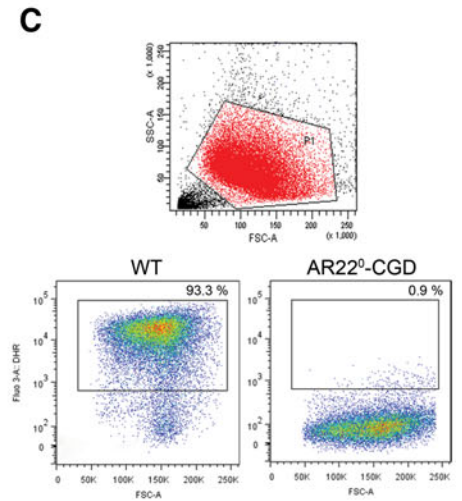 C
(x 1,000)
SSC-A
250
200
150
100
50
R1
50 100 150 200 250
(x 1,000)
FSC-A
WT
AR22⁰-CGD
93.3 %
0.9 %
Fluo 3-A:: DHR
10⁵
10⁴
10³
10²
0
10⁵
10⁴
10³
10²
0
0 50K 100K 150K 200K 250K
FSC-A
0 50K 100K 150K 200K 250K
FSC-A